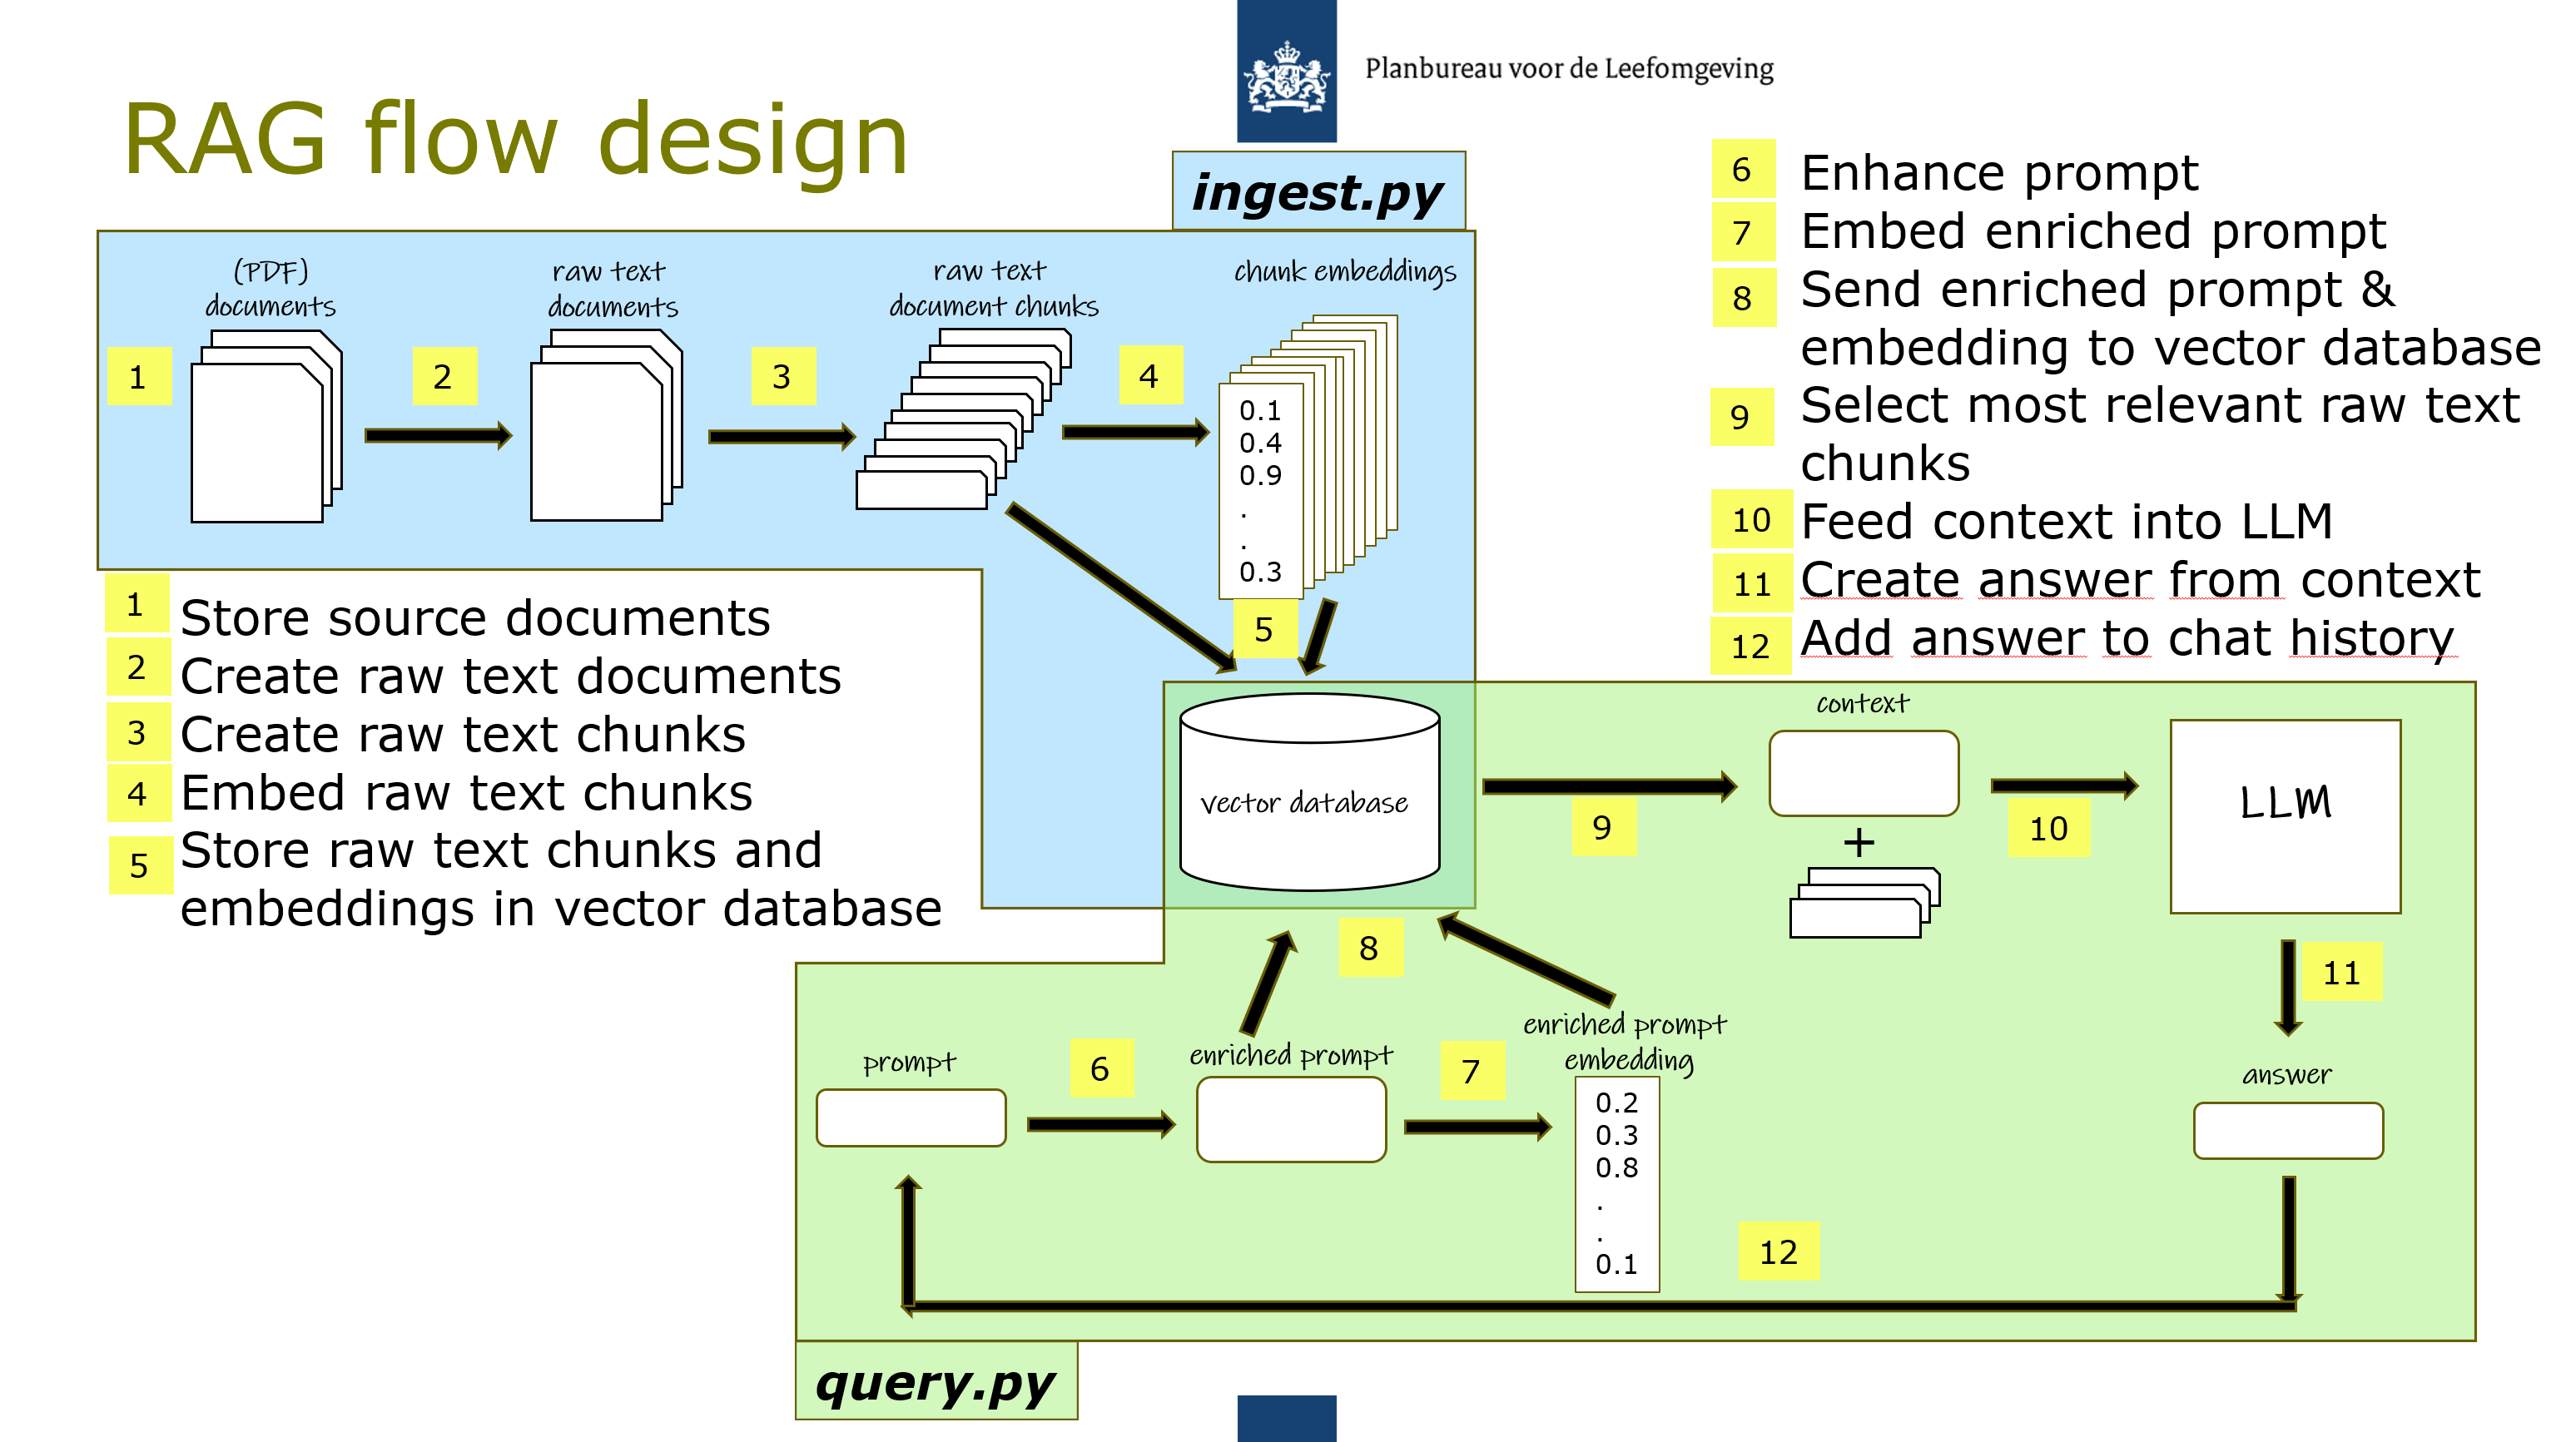 Planbureau voor de Leefomgeving
RAG flow design
ingest.py
(PDF)
documents
raw text
documents
raw text
document chunks
chunk embeddings
1
2
3
4
0.1
0.4
0.9
.
.
0.3
5
1 Store source documents
2 Create raw text documents
3 Create raw text chunks
4 Embed raw text chunks
5 Store raw text chunks and
embeddings in vector database
6 Enhance prompt
7 Embed enriched prompt
8 Send enriched prompt &
embedding to vector database
9 Select most relevant raw text
chunks
10 Feed context into LLM
11 Create answer from context
12 Add answer to chat history
vector database
9
context
+
10
LLM
11
8
prompt
6
enriched prompt
7
enriched prompt
embedding
0.2
0.3
0.8
.
.
0.1
answer
12
query.py